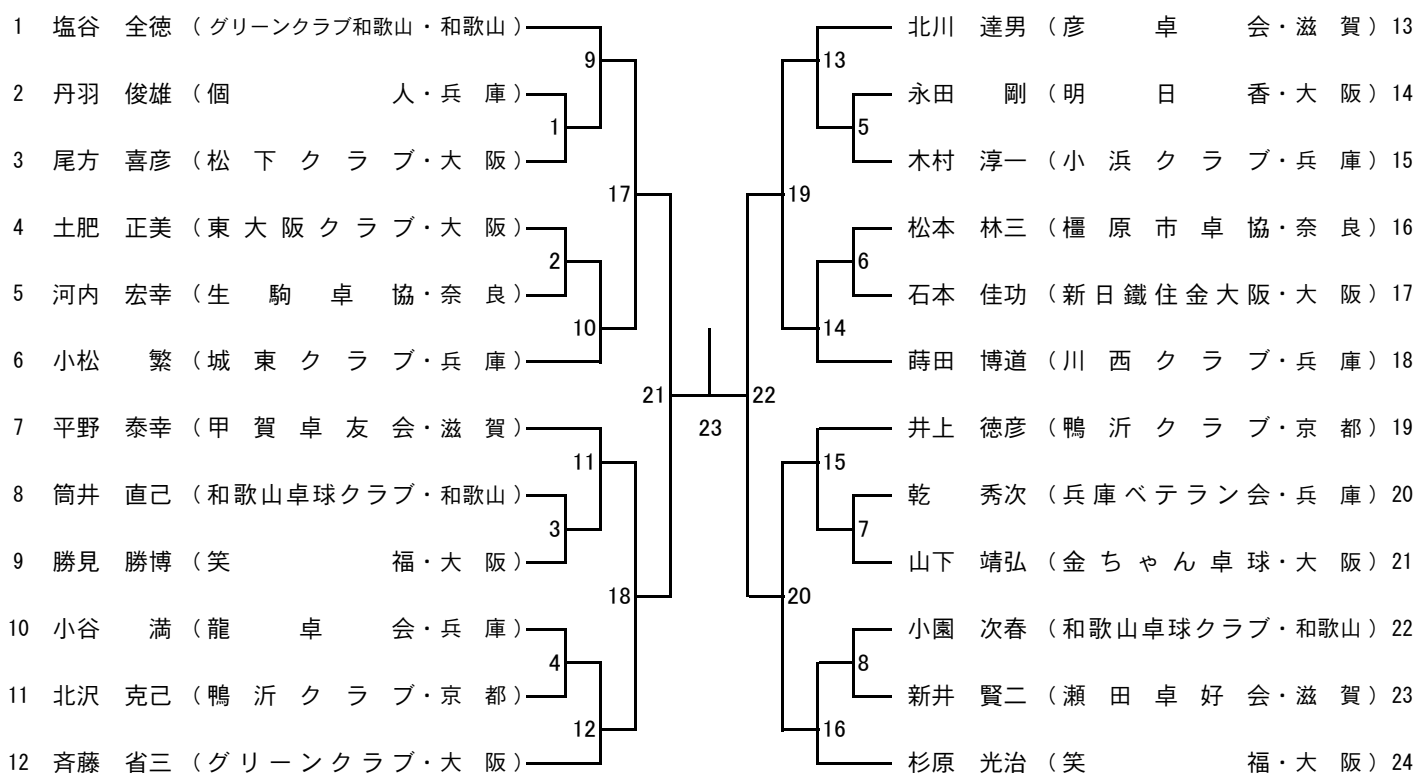 1 塩谷 全徳 (グリーンクラブ和歌山・和歌山)
9
2 丹羽 俊雄 (個人・兵庫)
1
3 尾方 喜彦 (松下クラブ・大阪)
17
4 土肥 正美 (東大阪クラブ・大阪)
2
5 河内 宏幸 (生駒卓協・奈良)
10
6 小松 繁 (城東クラブ・兵庫)
21
7 平野 泰幸 (甲賀卓友会・滋賀)
11
8 筒井 直己 (和歌山卓球クラブ・和歌山)
3
9 勝見 勝博 (笑福・大阪)
18
10 小谷 満 (龍卓会・兵庫)
4
11 北沢 克己 (鴨沂クラブ・京都)
12
12 斉藤 省三 (グリーンクラブ・大阪)
23
北川 達男 (彦卓会・滋賀) 13
13
永田 剛 (明日香・大阪) 14
5
木村 淳一 (小浜クラブ・兵庫) 15
19
松本 林三 (橿原市卓協・奈良) 16
6
石本 佳功 (新日鐵住金大阪・大阪) 17
14
蒔田 博道 (川西クラブ・兵庫) 18
22
井上 徳彦 (鴨沂クラブ・京都) 19
15
乾 秀次 (兵庫ベテラン会・兵庫) 20
7
山下 靖弘 (金ちゃん卓球・大阪) 21
20
小園 次春 (和歌山卓球クラブ・和歌山) 22
8
新井 賢二 (瀬田卓好会・滋賀) 23
16
杉原 光治 (笑福・大阪) 24